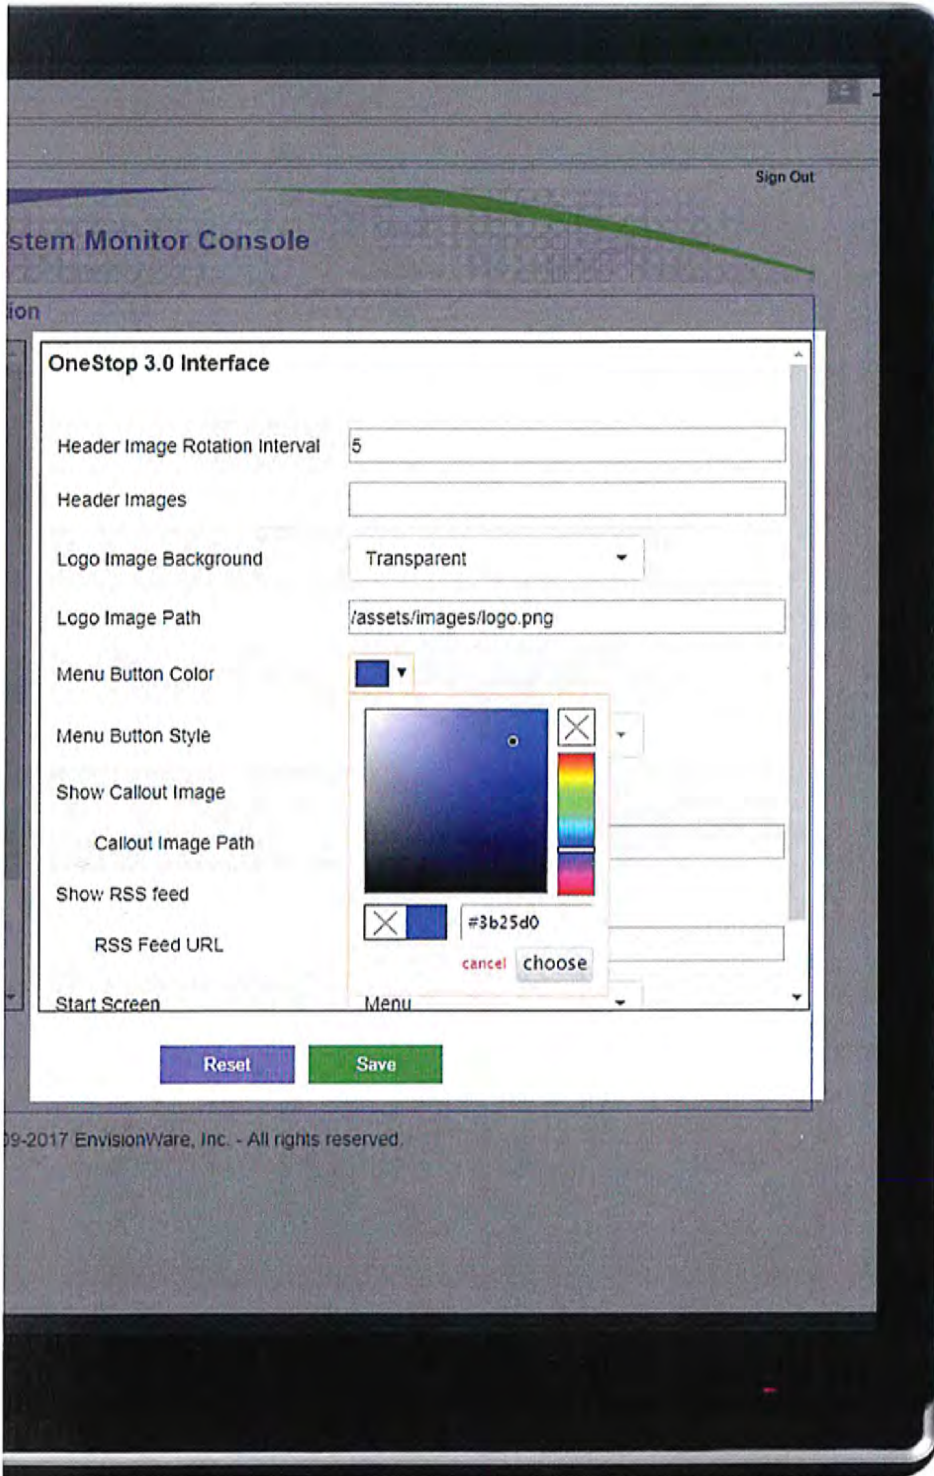 Sign Out
stem Monitor Console
ion
OneStop 3.0 Interface
Header Image Rotation Interval 5
Header Images
Logo Image Background Transparent
Logo Image Path /assets/images/logo.png
Menu Button Color
Menu Button Style
Show Callout Image
Callout Image Path
Show RSS feed
#3b25d0
RSS Feed URL
cancel choose
Start Screen Menu
Reset Save
09-2017 EnvisionWare, Inc. - All rights reserved.